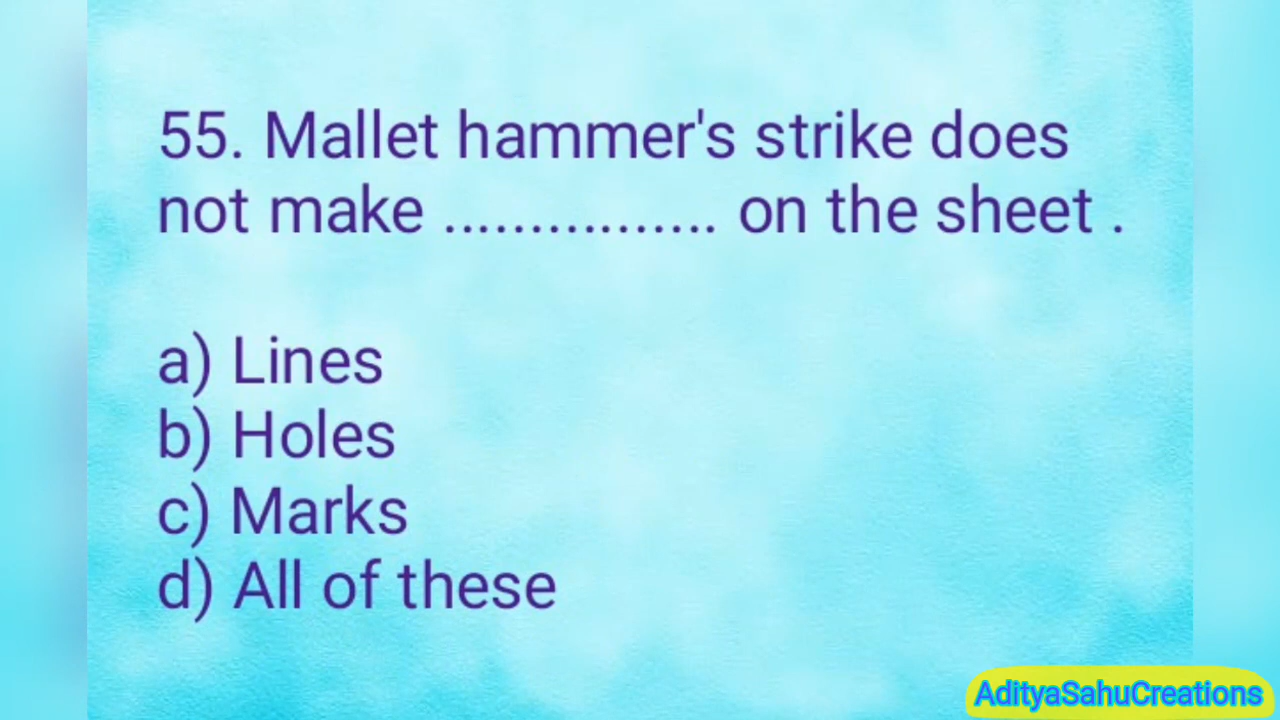 55. Mallet hammer's strike does
not make ................ on the sheet .
a) Lines
b) Holes
c) Marks
d) All of these
AdityaSahuCreations